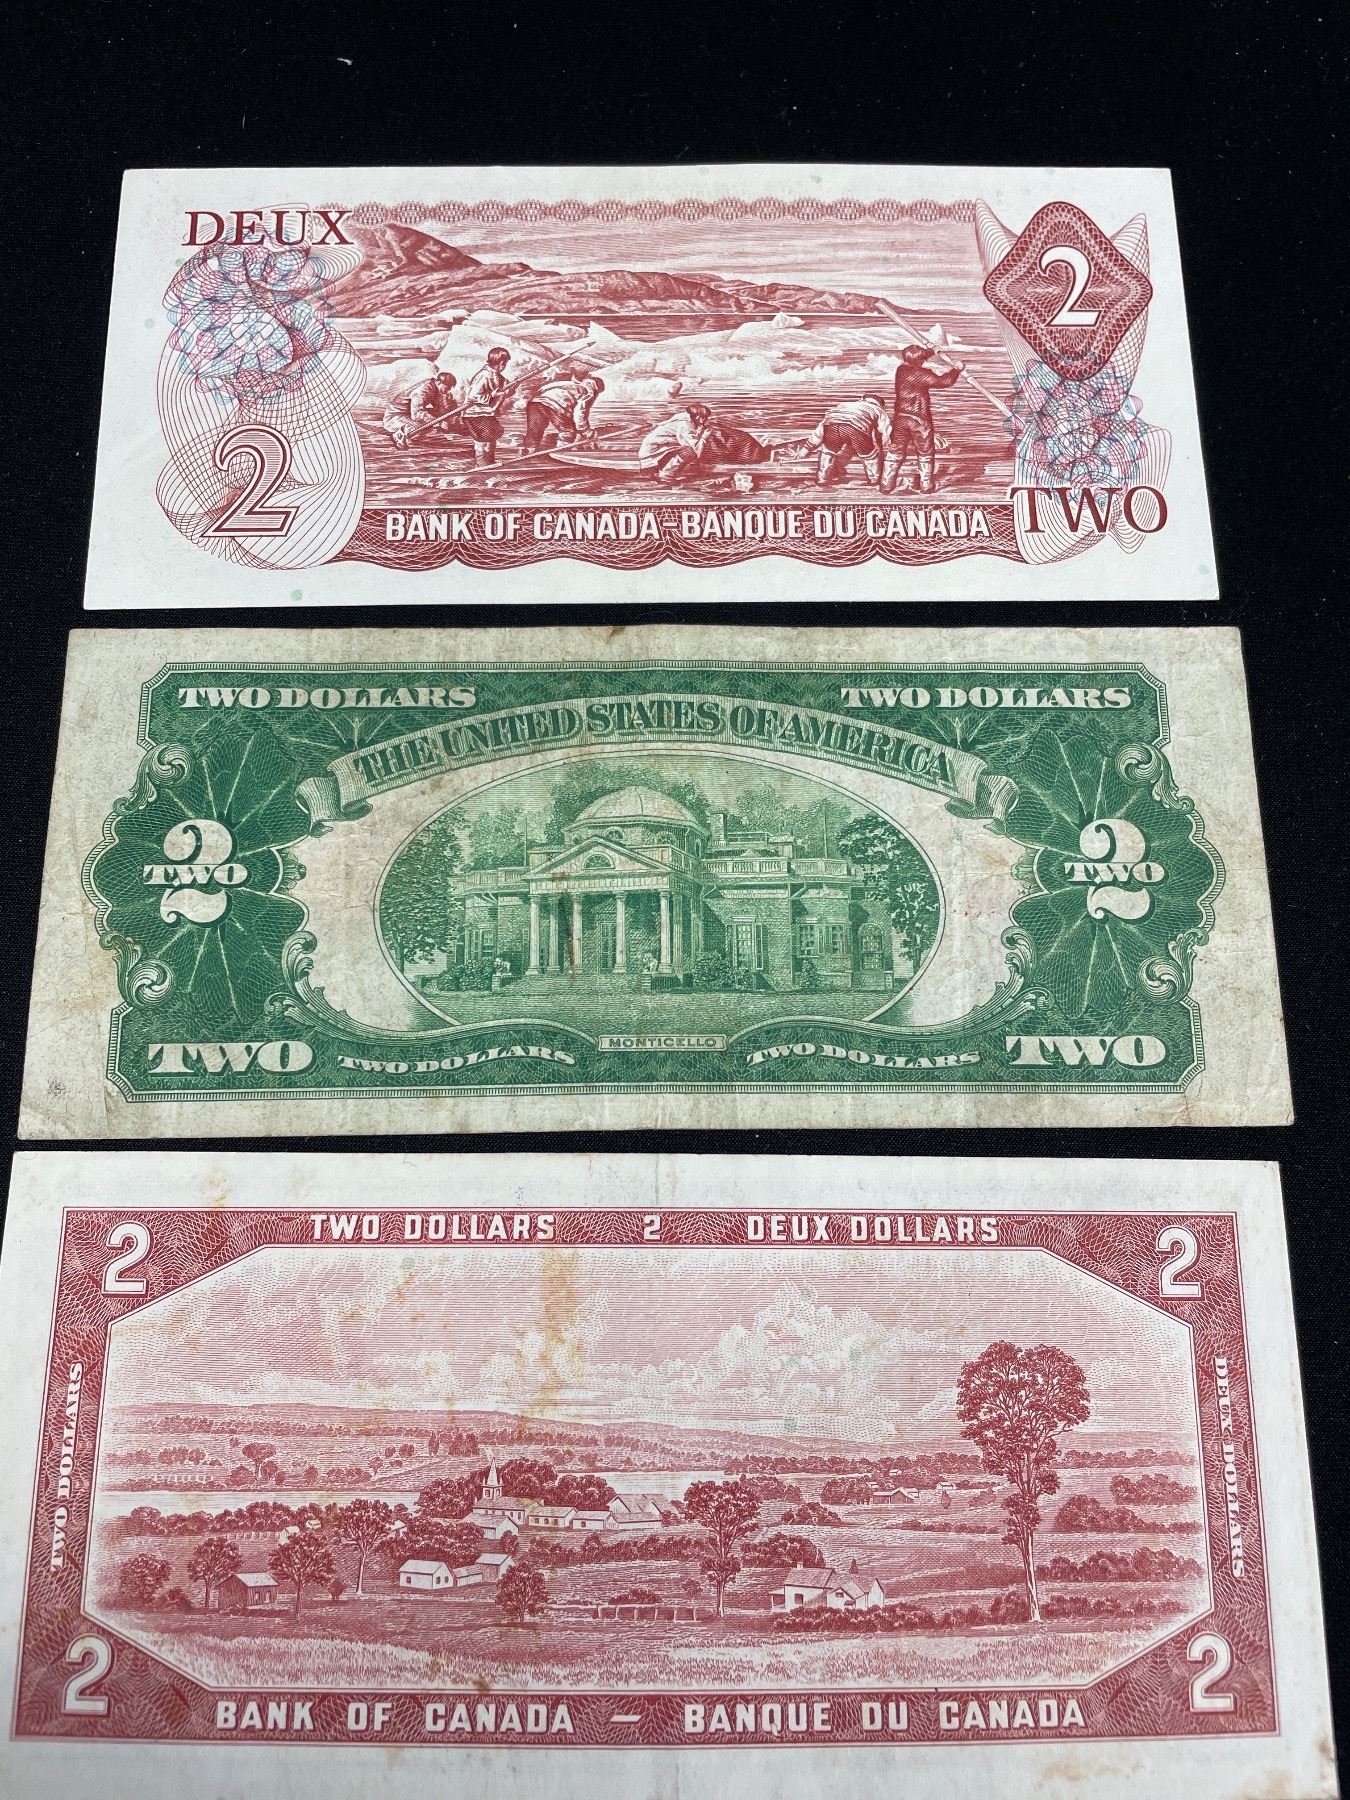 DEUX
2
2
BANK OF CANADA-BANQUE DU CANADA
TWO
TWO DOLLARS
TWO DOLLARS
THE UNITED STATES OF AMERICA
2
TWO
2
TWO
TWO
TWO DOLLARS
MONTICELLO
TWO DOLLARS
TWO
2
TWO DOLLARS 2 DEUX DOLLARS
2
TWO DOLLARS
DEUX DOLLARS
2
BANK OF CANADA – BANQUE DU CANADA
2